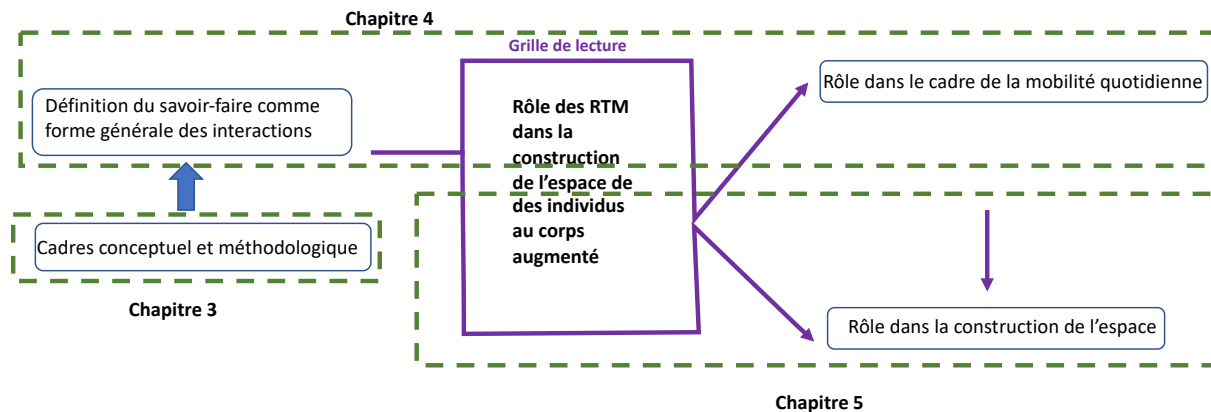 Chapitre 4
Grille de lecture
Définition du savoir-faire comme
forme générale des interactions
Cadres conceptuel et méthodologique
Chapitre 3
Rôle des RTM
dans la
construction
de l’espace de
des individus
au corps
augmenté
Rôle dans le cadre de la mobilité quotidienne
Rôle dans la construction de l’espace
Chapitre 5